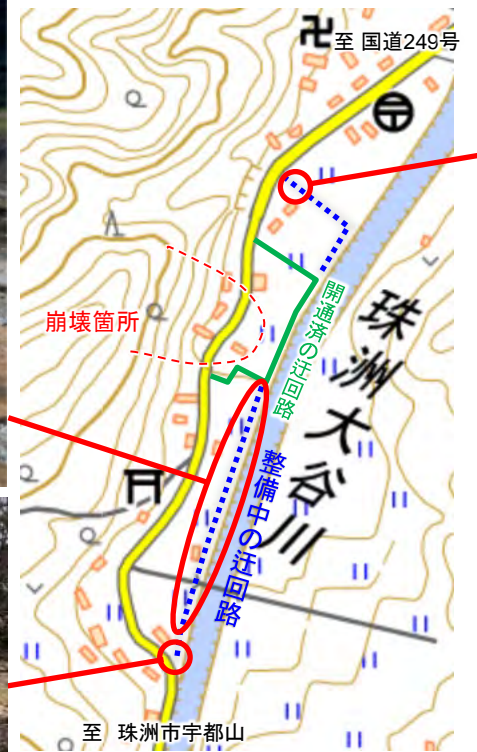 至 国道249号
開通済の迂回路
珠洲大谷川
崩壊箇所
整備中の迂回路
至 珠洲市宇都山